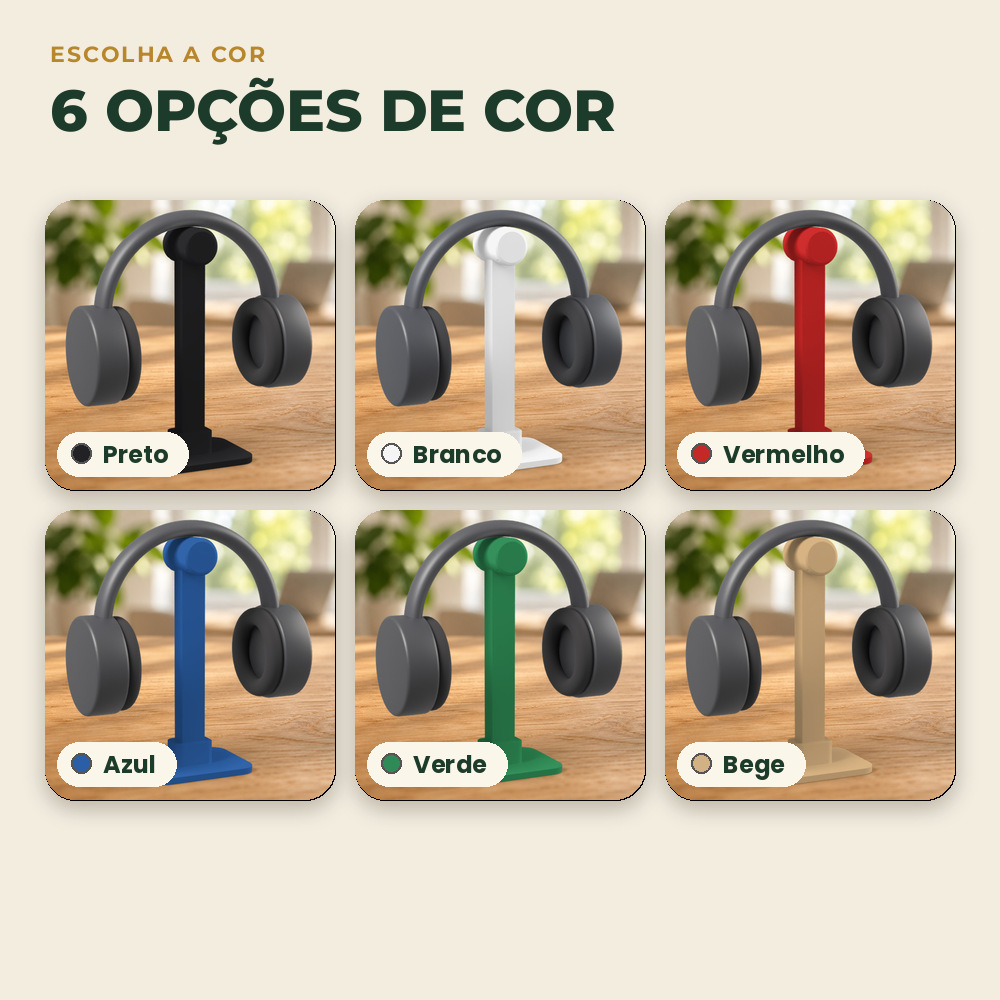 ESCOLHA A COR
6 OPÇÕES DE COR
Preto
Branco
Vermelho
Azul
Verde
Bege